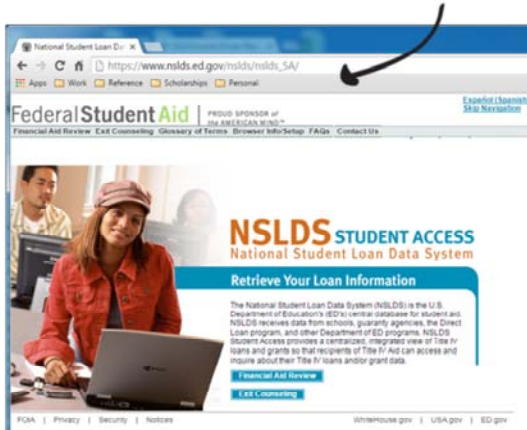 National Student Loan Da
https://www.nslds.ed.gov/nslds/nslds_SA/
Apps Work Reference Scholarships Personal
Español | Spanish
Skip Navigation
Federal Student Aid
PROUD SPONSOR of
the AMERICAN MIND™
Financial Aid Review Exit Counseling Glossary of Terms Browser Info/Setup FAQs Contact Us
NSLDS STUDENT ACCESS
National Student Loan Data System
Retrieve Your Loan Information
The National Student Loan Data System (NSLDS) is the U.S.
Department of Education's (ED's) central database for student aid.
NSLDS receives data from schools, guaranty agencies, the Direct
Loan program, and other Department of ED programs. NSLDS
Student Access provides a centralized, integrated view of Title IV
loans and grants so that recipients of Title IV Aid can access and
inquire about their Title IV loans and/or grant data.
Financial Aid Review
Exit Counseling
FOIA | Privacy | Security | Notices
WhiteHouse.gov | USA.gov | ED.gov